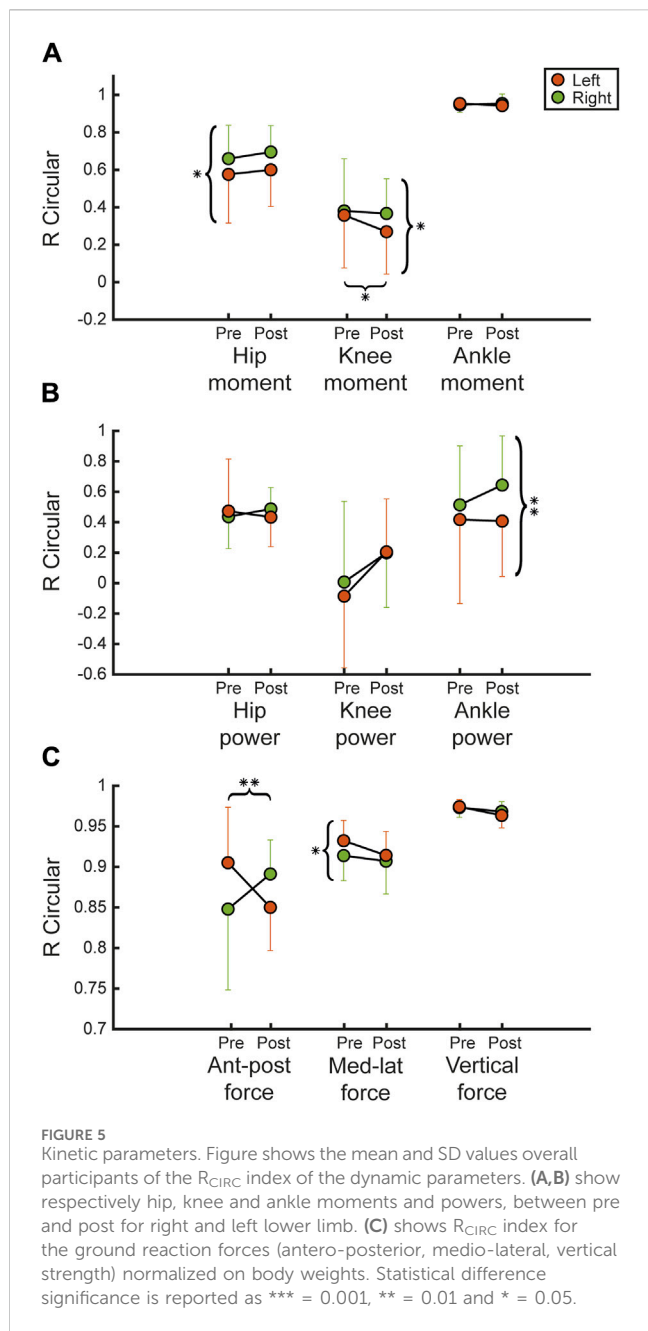 A
Left
Right
1
0.8
0.6
0.4
0.2
0
-0.2
R Circular
*
*
*
Pre Post Pre Post Pre Post
Hip moment Knee moment Ankle moment
B
1
0.8
0.6
0.4
0.2
0
-0.2
-0.4
-0.6
R Circular
**
Pre Post Pre Post Pre Post
Hip power Knee power Ankle power
C
1
0.95
0.9
0.85
0.8
0.75
0.7
R Circular
**
*
Pre Post Pre Post Pre Post
Ant-post force Med-lat force Vertical force
FIGURE 5
Kinetic parameters. Figure shows the mean and SD values overall
participants of the RCIRC index of the dynamic parameters. (A,B) show
respectively hip, knee and ankle moments and powers, between pre
and post for right and left lower limb. (C) shows RCIRC index for
the ground reaction forces (antero-posterior, medio-lateral, vertical
strength) normalized on body weights. Statistical difference
significance is reported as *** = 0.001, ** = 0.01 and * = 0.05.